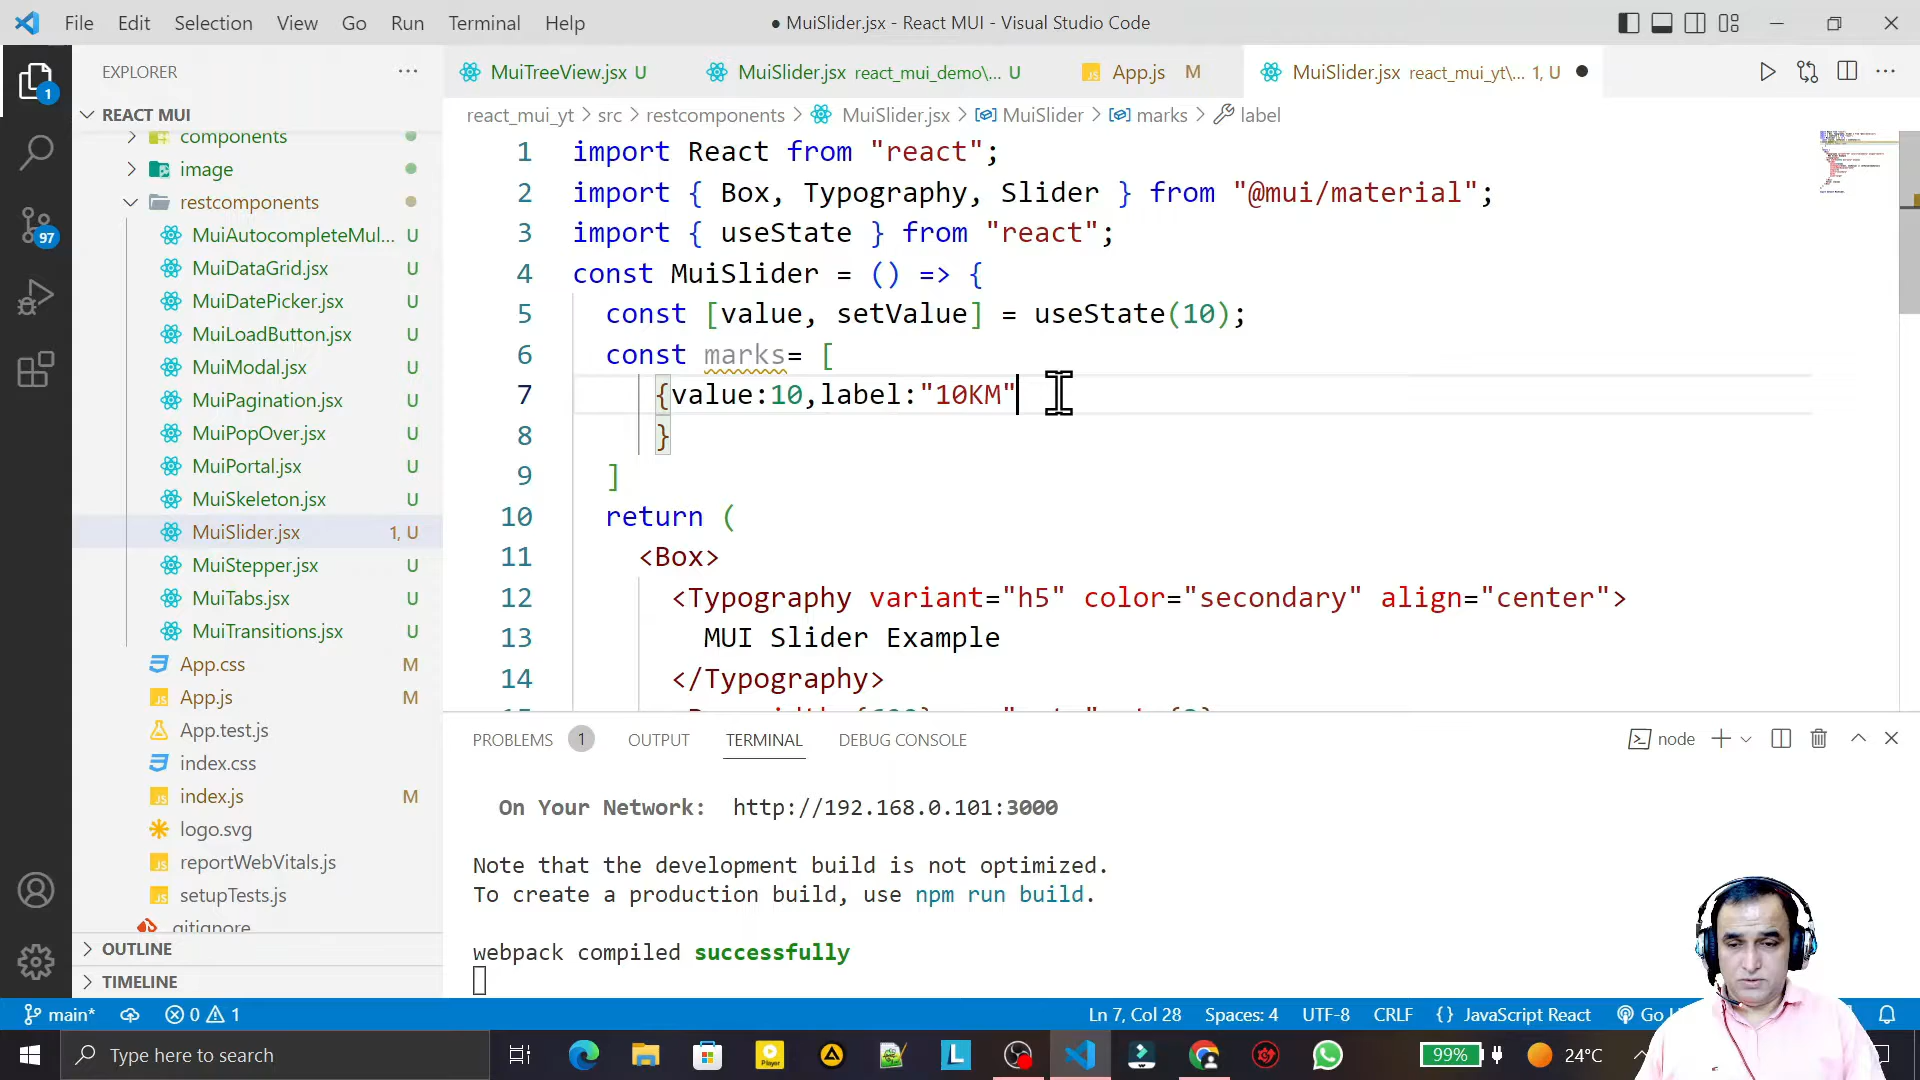 File Edit Selection View Go Run Terminal Help
● MuiSlider.jsx - React MUI - Visual Studio Code
EXPLORER
MuiTreeView.jsx U
MuiSlider.jsx react_mui_demo\... U
App.js M
MuiSlider.jsx react_mui_yt\... 1, U
1
REACT MUI
react_mui_yt > src > restcomponents > MuiSlider.jsx > MuiSlider > marks > label
components
image
restcomponents
MuiAutocompleteMul... U
97
MuiDataGrid.jsx U
MuiDatePicker.jsx U
MuiLoadButton.jsx U
MuiModal.jsx U
MuiPagination.jsx U
MuiPopOver.jsx U
MuiPortal.jsx U
MuiSkeleton.jsx U
MuiSlider.jsx 1, U
MuiStepper.jsx U
MuiTabs.jsx U
MuiTransitions.jsx U
App.css M
App.js M
App.test.js
index.css
index.js M
logo.svg
reportWebVitals.js
setupTests.js
.gitignore
OUTLINE
TIMELINE
1 import React from "react";
2 import { Box, Typography, Slider } from "@mui/material";
3 import { useState } from "react";
4 const MuiSlider = () => {
5 const [value, setValue] = useState(10);
6 const marks= [
7 {value:10,label:"10KM"
8 }
9 ]
10 return (
11 <Box>
12 <Typography variant="h5" color="secondary" align="center">
13 MUI Slider Example
14 </Typography>
PROBLEMS 1 OUTPUT TERMINAL DEBUG CONSOLE
node
On Your Network: http://192.168.0.101:3000
Note that the development build is not optimized.
To create a production build, use npm run build.
webpack compiled successfully
main* 0 1
Ln 7, Col 28 Spaces: 4 UTF-8 CRLF {} JavaScript React Go
Type here to search
99% 24°C